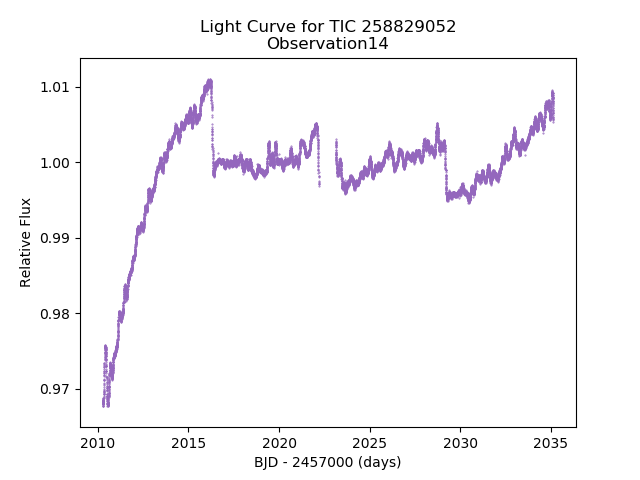 Light Curve for TIC 258829052
Observation14
1.01
1.00
0.99
0.98
0.97
Relative Flux
2010 2015 2020 2025 2030 2035
BJD - 2457000 (days)